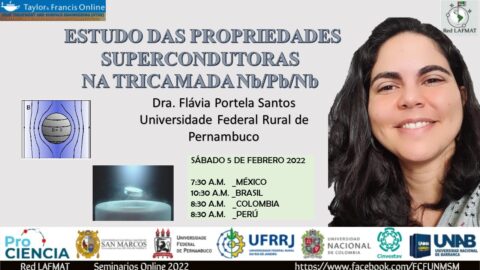 Taylor & Francis Online
Red LAFMAT
ESTUDO DAS PROPRIEDADES
SUPERCONDUTORAS
NA TRICAMADA Nb/Pb/Nb
Dra. Flávia Portela Santos
Universidade Federal Rural de
Pernambuco
B
SÁBADO 5 DE FEBRERO 2022
7:30 A.M. _MÉXICO
10:30 A.M. _BRASIL
8:30 A.M. _COLOMBIA
8:30 A.M. _PERÚ
Pro
CIENCIA
SAN MARCOS
UNIVERSIDADE
FEDERAL
DE PERNAMBUCO
UFRRJ
UNIVERSIDAD
NACIONAL
DE COLOMBIA
Cinvestav
UNAB
UNIVERSIDAD
NACIONAL
DE BARRANCA
Red LAFMAT Seminarios Online 2022 https://www.facebook.com/FCFUNMSM